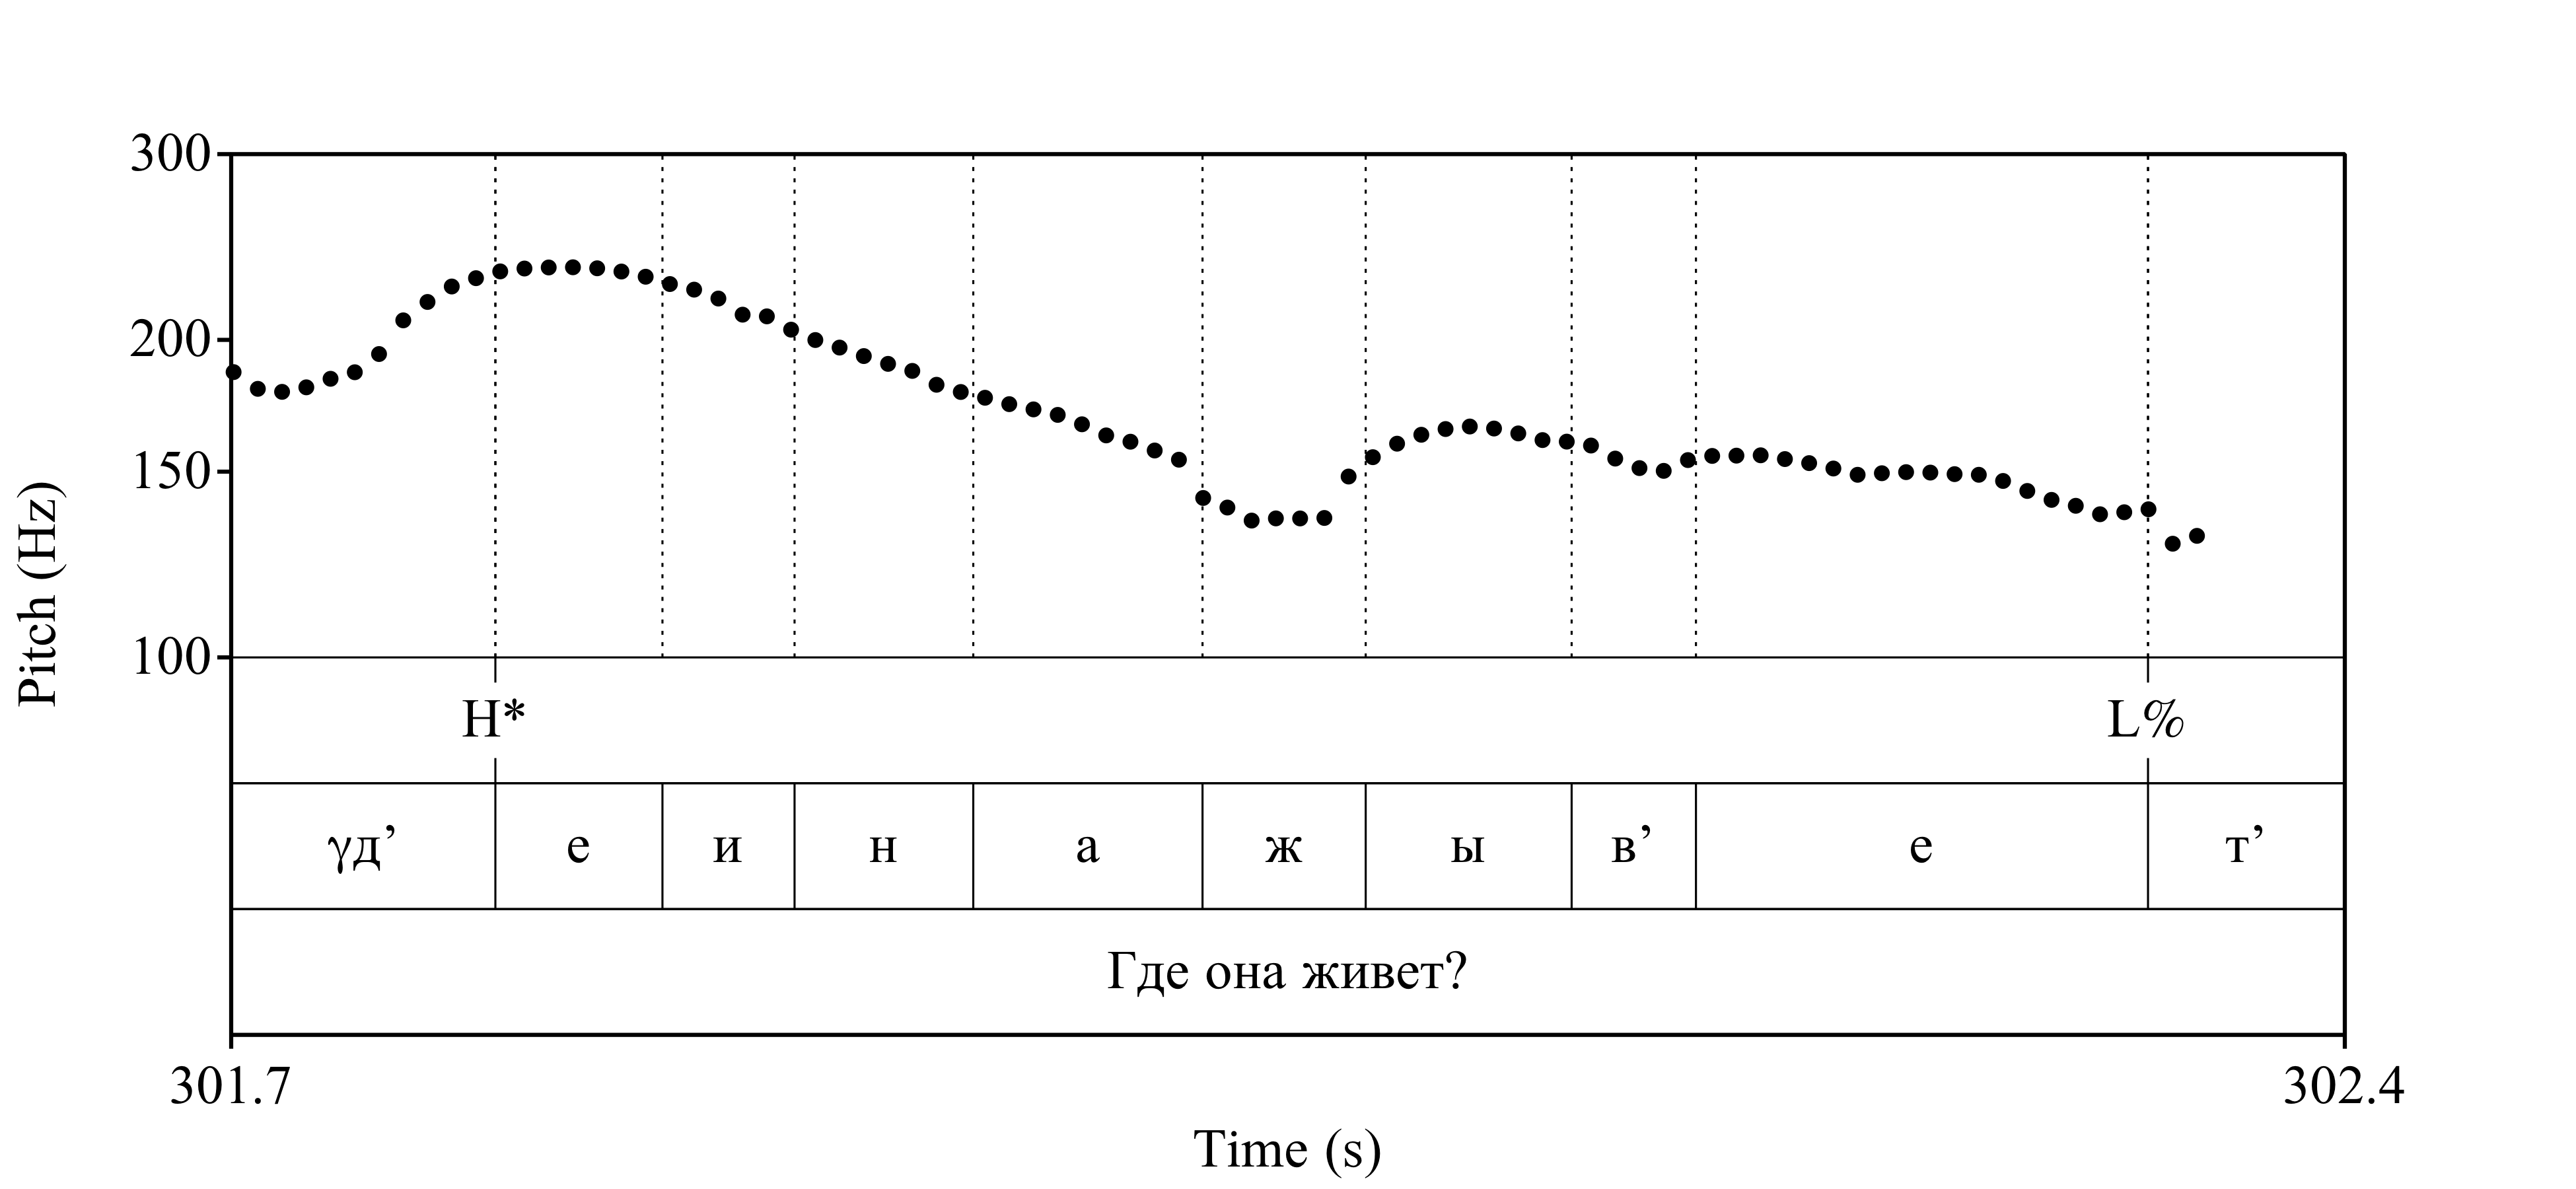 300
200
150
100
Pitch (Hz)
H* L%
γд’ е и н а ж ы в’ е т’
Где она живет?
301.7 302.4
Time (s)